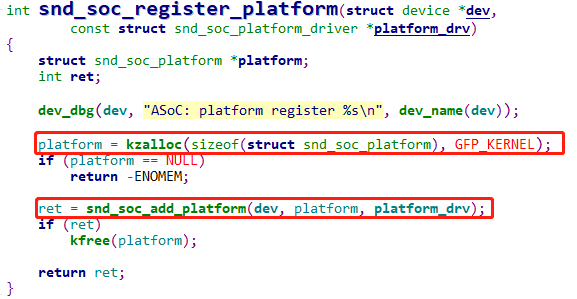 int snd_soc_register_platform(struct device *dev,
const struct snd_soc_platform_driver *platform_drv)
{
struct snd_soc_platform *platform;
int ret;
dev_dbg(dev, "ASoC: platform register %s\n", dev_name(dev));
platform = kzalloc(sizeof(struct snd_soc_platform), GFP_KERNEL);
if (platform == NULL)
return -ENOMEM;
ret = snd_soc_add_platform(dev, platform, platform_drv);
if (ret)
kfree(platform);
return ret;
}